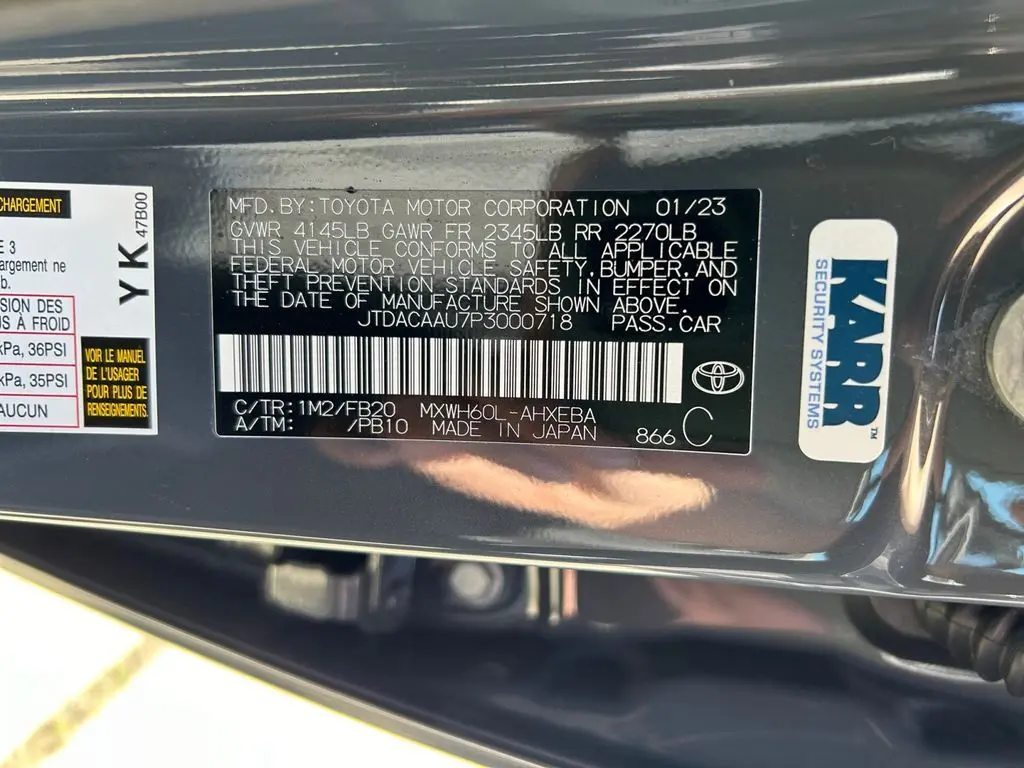 CHARGEMENT
E 3
argement ne
b.
SION DES
US À FROID
kPa, 36PSI
kPa, 35PSI
AUCUN
VOIR LE MANUEL
DE L'USAGER
POUR PLUS DE
RENSEIGNEMENTS.
YK
47B00
MFD.BY:TOYOTA MOTOR CORPORATION 01/23
GVWR 4145LB GAWR FR 2345LB RR 2270LB
THIS VEHICLE CONFORMS TO ALL APPLICABLE
FEDERAL MOTOR VEHICLE SAFETY,BUMPER,AND
THEFT PREVENTION STANDARDS IN EFFECT ON
THE DATE OF MANUFACTURE SHOWN ABOVE.
JTDACAAU7P3000718 PASS.CAR
C/TR:1M2/FB20 MXWH60L-AHXEBA
A/TM: /PB10 MADE IN JAPAN 866 C
KARR™
SECURITY SYSTEMS